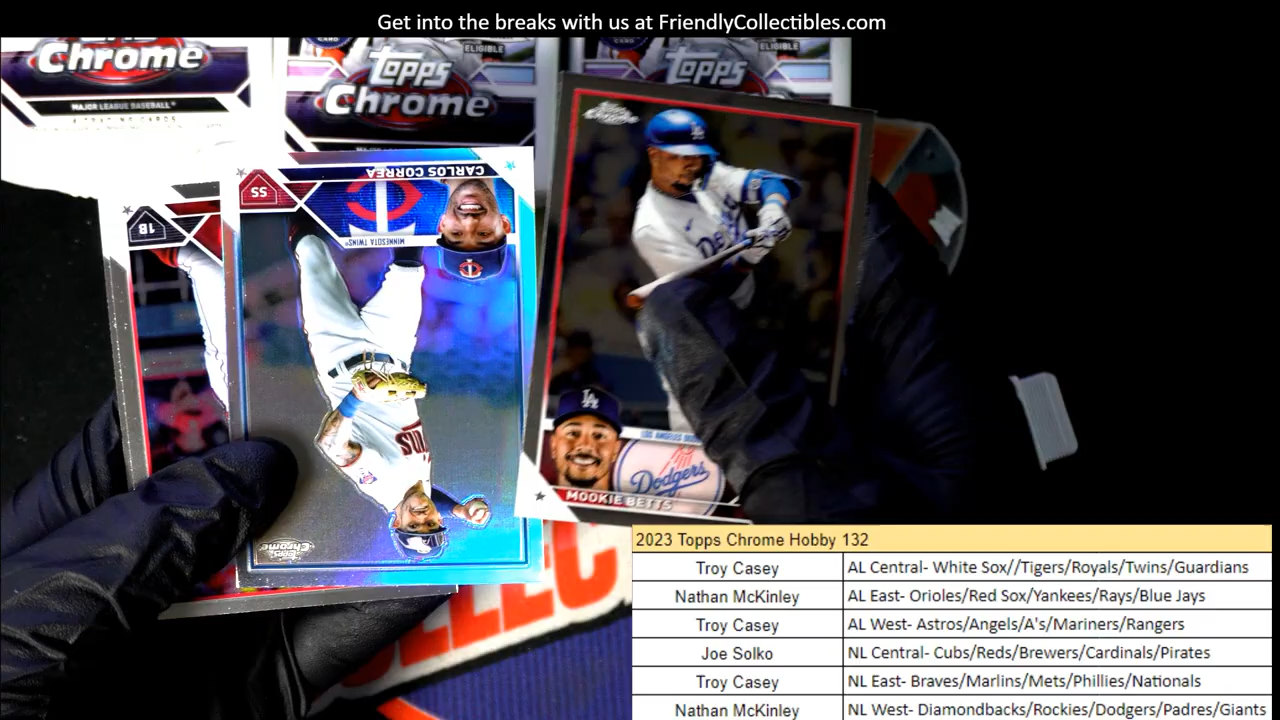 Get into the breaks with us at FriendlyCollectibles.com
Chrome
MAJOR LEAGUE BASEBALL
ELIGIBLE
Topps
Chrome
ELIGIBLE
Topps
CARLOS CORREA
SS
MINNESOTA TWINS
1B
Topps Chrome
LA
Dodgers
MOOKIE BETTS
2023 Topps Chrome Hobby 132
Troy Casey AL Central- White Sox//Tigers/Royals/Twins/Guardians
Nathan McKinley AL East- Orioles/Red Sox/Yankees/Rays/Blue Jays
Troy Casey AL West- Astros/Angels/A's/Mariners/Rangers
Joe Solko NL Central- Cubs/Reds/Brewers/Cardinals/Pirates
Troy Casey NL East- Braves/Marlins/Mets/Phillies/Nationals
Nathan McKinley NL West- Diamondbacks/Rockies/Dodgers/Padres/Giants